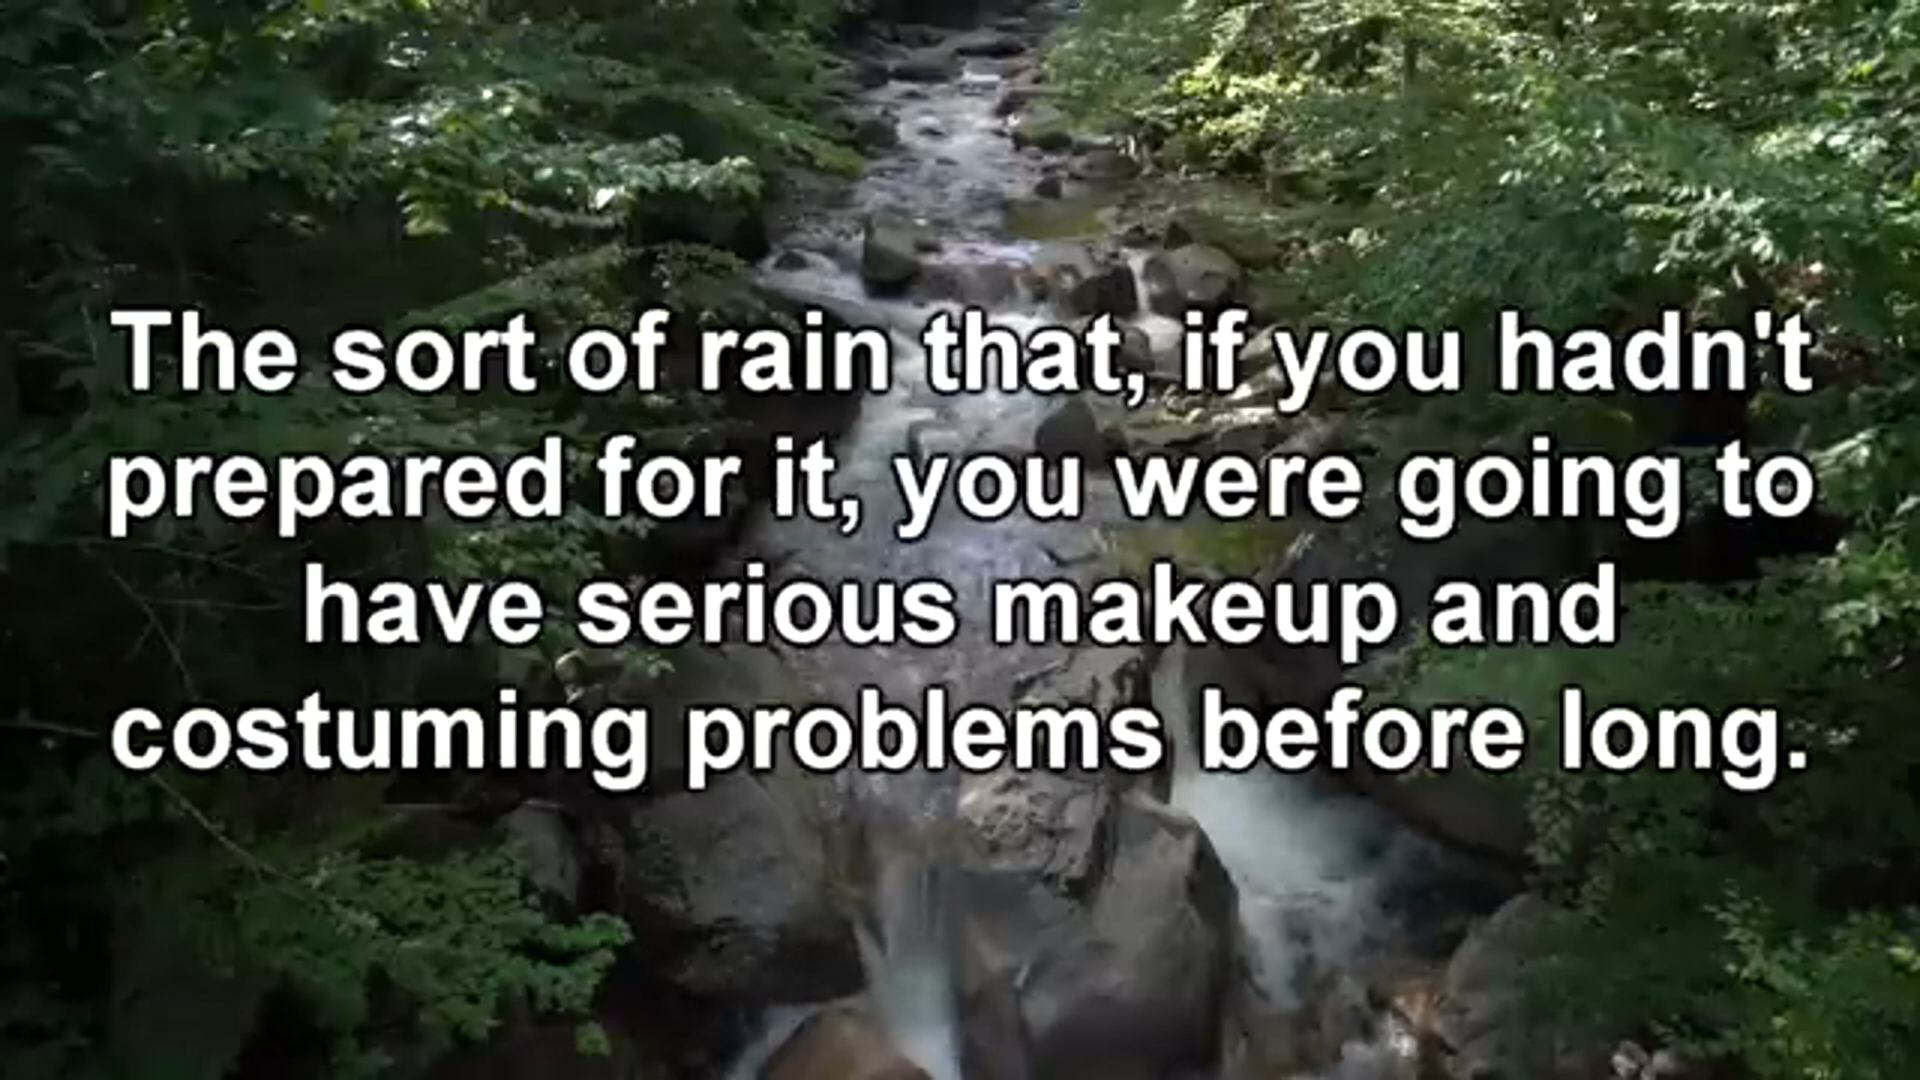 The sort of rain that, if you hadn't
prepared for it, you were going to
have serious makeup and
costuming problems before long.